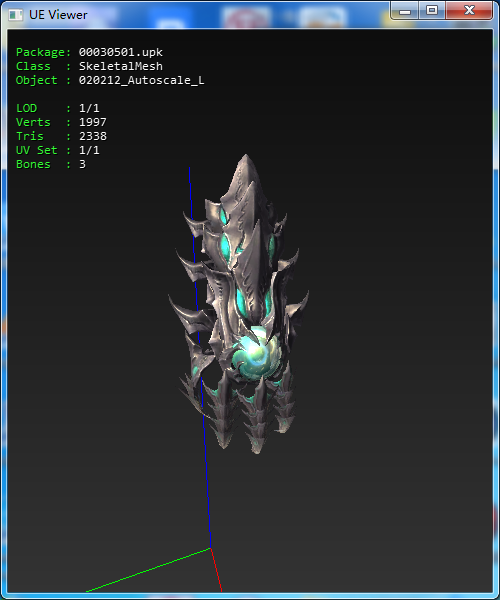 UE Viewer
Package: 00030501.upk
Class : SkeletalMesh
Object : 020212_Autoscale_L
LOD : 1/1
Verts : 1997
Tris : 2338
UV Set : 1/1
Bones : 3